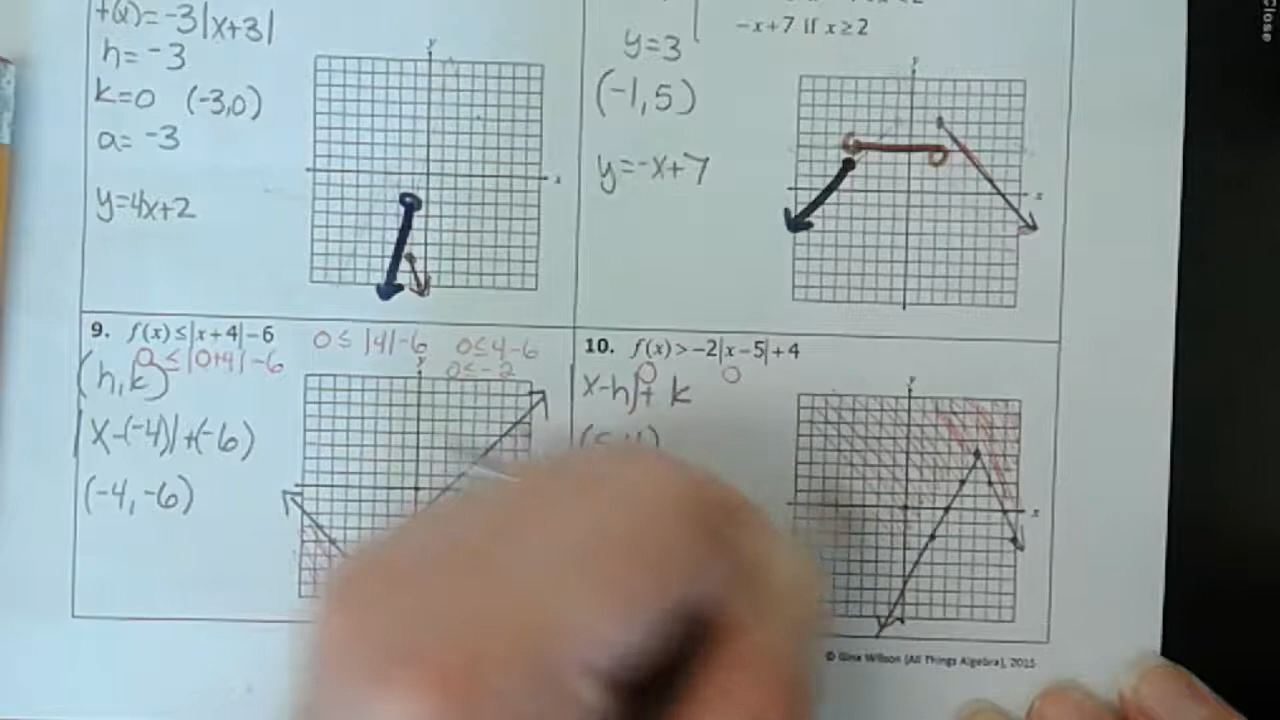 f(x)=-3|x+3|
h=-3
k=0 (-3,0)
a=-3
y=4x+2
y
x
y=3
(-1,5)
y=-x+7
-x+7 if x≥2
y
x
9. f(x)≤|x+4|-6
0≤|0+4|-6
0≤|4|-6
0≤4-6
0≤-2
(h,k)
|x-(-4)|+(-6)
(-4,-6)
y
10. f(x)>-2|x-5|+4
0
0
x-h|+k
y
x
© Gina Wilson (All Things Algebra), 2015
Close